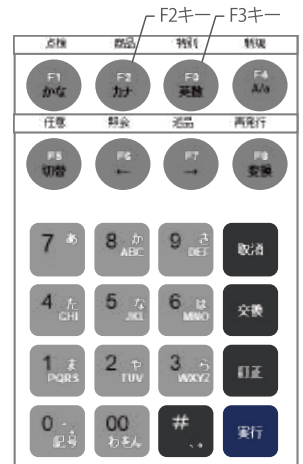 F2キー F3キー
点検 商品 特別 制限
F1 かな F2 カナ F3 英数 F4 A/a
任意 照会 返品 再発行
F5 切替 F6 ← F7 → F8 変換
7 あ 8 か ABC 9 さ DEF 取消
4 た GHI 5 な JKL 6 は MNO 交換
1 ま PQRS 2 や TUV 3 ら WXYZ 訂正
0 記号 00 わをん # 実行